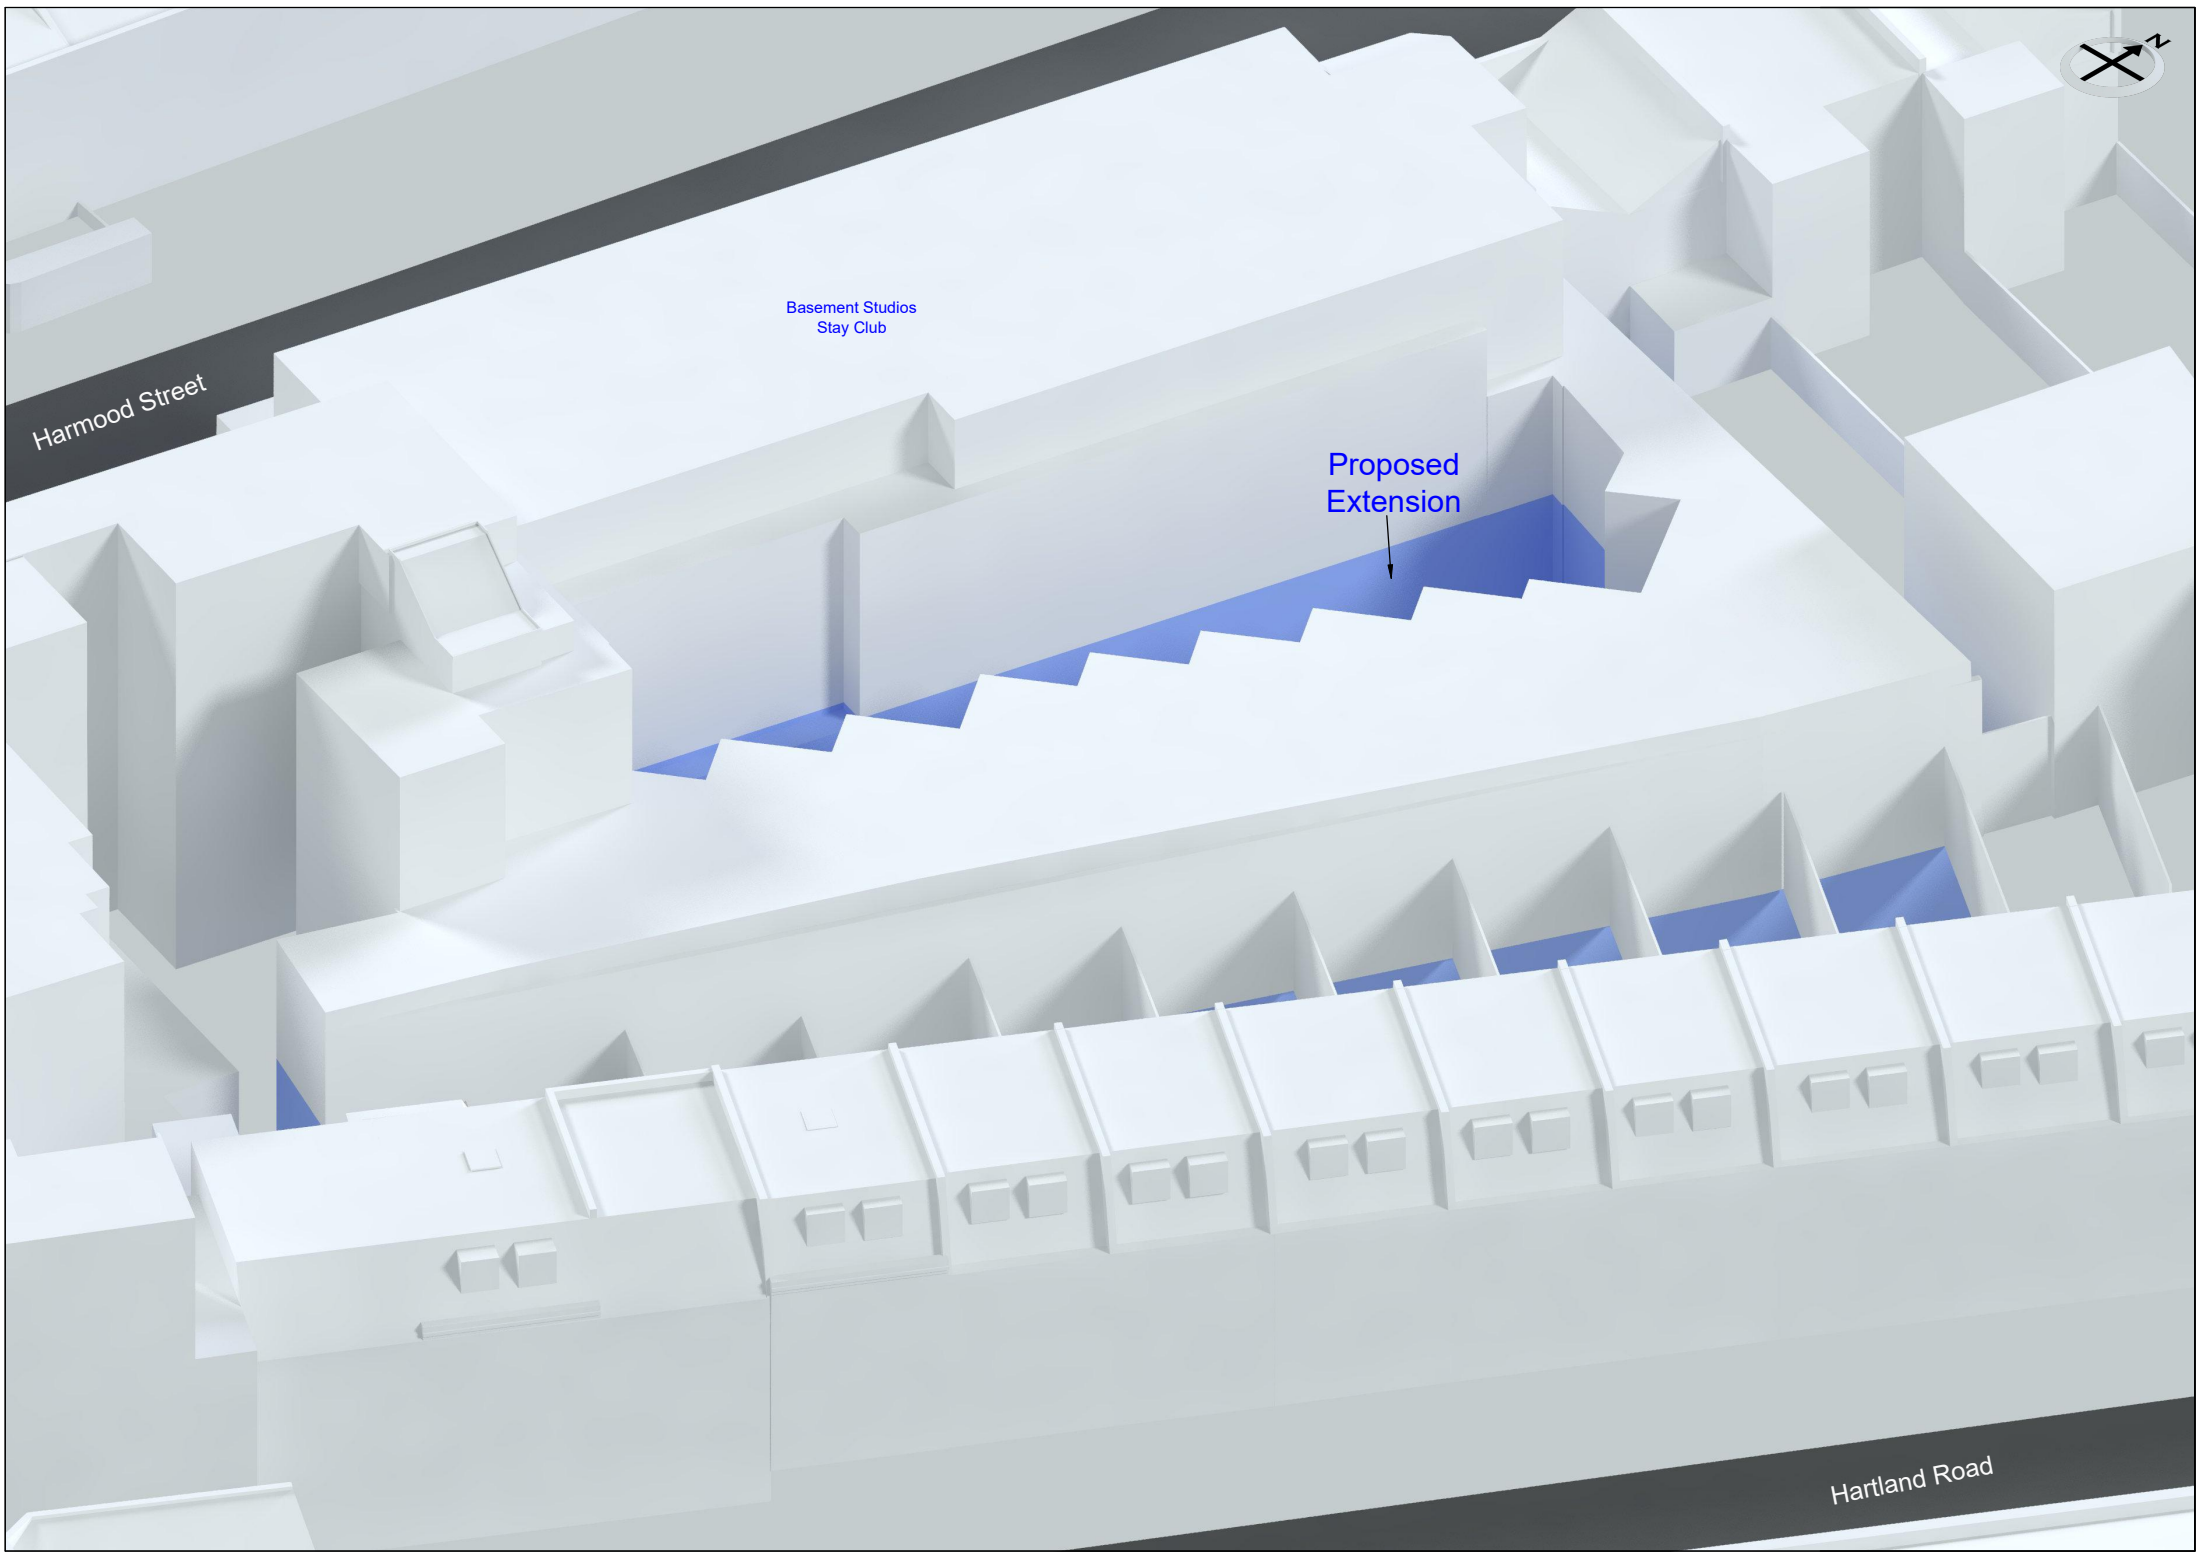 N
Basement Studios
Stay Club
Harmood Street
Proposed
Extension
Hartland Road